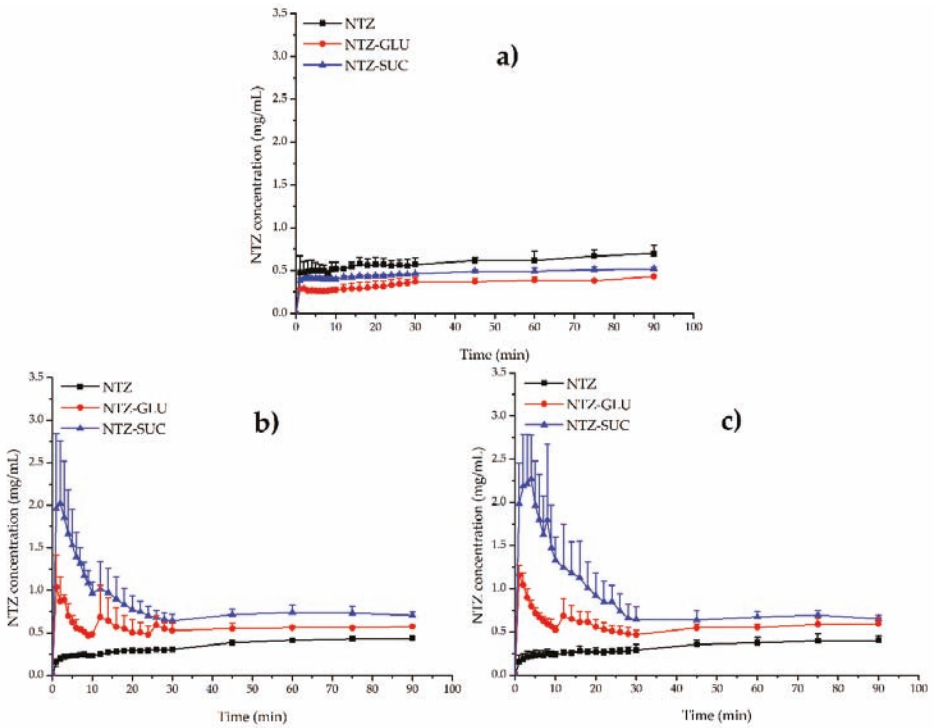 NTZ
NTZ-GLU
NTZ-SUC
a)
NTZ concentration (mg/mL)
3.5
3.0
2.5
2.0
1.5
1.0
0.5
0.0
0 10 20 30 40 50 60 70 80 90 100
Time (min)
NTZ
NTZ-GLU
NTZ-SUC
b)
NTZ concentration (mg/mL)
3.5
3.0
2.5
2.0
1.5
1.0
0.5
0.0
0 10 20 30 40 50 60 70 80 90 100
Time (min)
NTZ
NTZ-GLU
NTZ-SUC
c)
NTZ concentration (mg/mL)
3.5
3.0
2.5
2.0
1.5
1.0
0.5
0.0
0 10 20 30 40 50 60 70 80 90 100
Time (min)